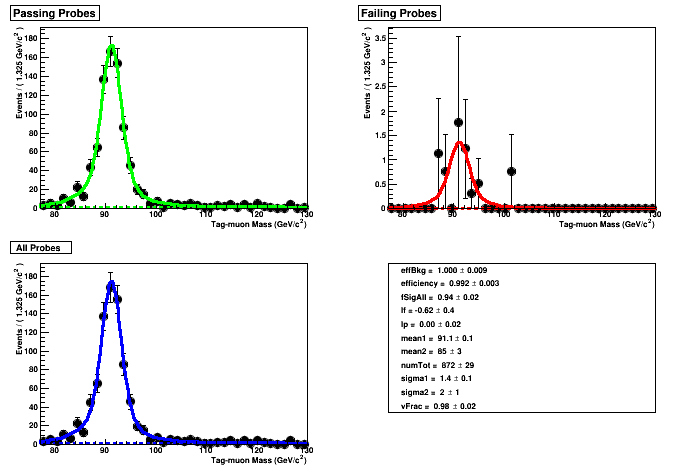 Passing Probes
Events / ( 1.325 GeV/c² )
180
160
140
120
100
80
60
40
20
0
80 90 100 110 120 130
Tag-muon Mass (GeV/c²)
Failing Probes
Events / ( 1.325 GeV/c² )
3.5
3
2.5
2
1.5
1
0.5
0
80 90 100 110 120 130
Tag-muon Mass (GeV/c²)
All Probes
Events / ( 1.325 GeV/c² )
180
160
140
120
100
80
60
40
20
0
80 90 100 110 120 130
Tag-muon Mass (GeV/c²)
effBkg = 1.000 ± 0.009
efficiency = 0.992 ± 0.003
fSigAll = 0.94 ± 0.02
lf = -0.62 ± 0.4
lp = 0.00 ± 0.02
mean1 = 91.1 ± 0.1
mean2 = 85 ± 3
numTot = 872 ± 29
sigma1 = 1.4 ± 0.1
sigma2 = 2 ± 1
vFrac = 0.98 ± 0.02